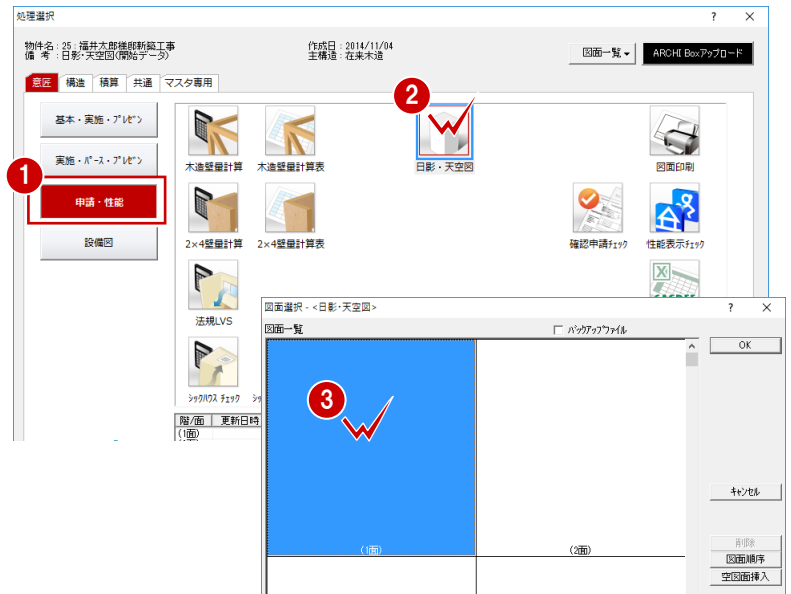 処理選択
? ×
物件名：25：福井太郎様邸新築工事
備 考：日影・天空図(開始データ)
作成日：2014/11/04
主構造：在来木造
図面一覧
ARCHI Boxアップロード
意匠 構造 積算 共通 マスタ専用
基本・実施・プレゼン
実施・パース・プレゼン
1
申請・性能
設備図
2
木造壁量計算 木造壁量計算表 日影・天空図 図面印刷
2×4壁量計算 2×4壁量計算表 確認申請チェック 性能表示チェック
法規LVS
シックハウス チェック
階/面 更新日時
(1面)
図面選択 - <日影・天空図>
? ×
図面一覧
バックアップファイル
OK
3
キャンセル
(1面) (2面)
削除
図面順序
空図面挿入